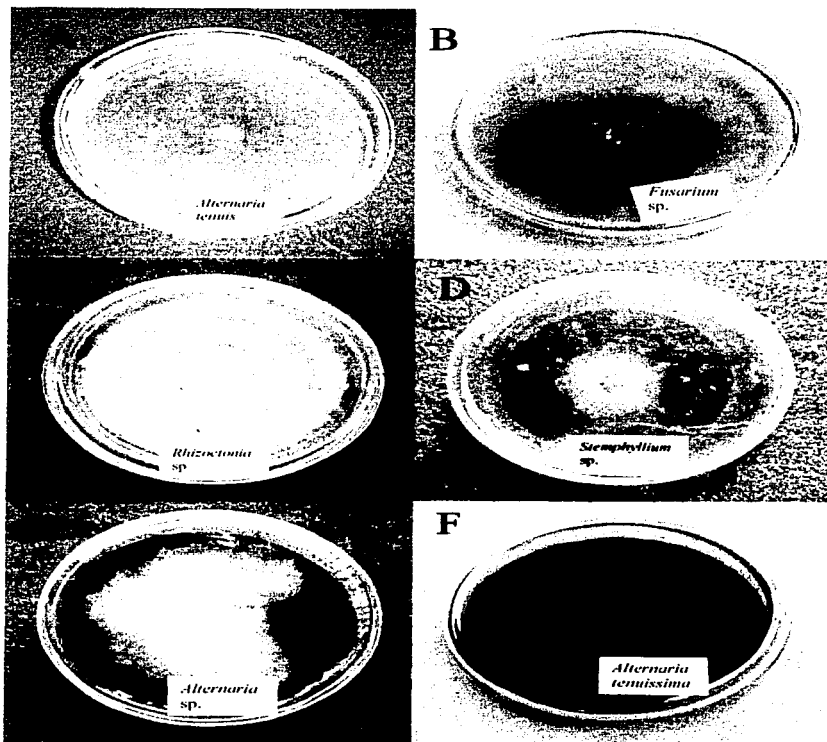 Alternaria
tenuis
B
Fusarium
sp.
Rhizoctonia
sp
D
Stemphyllium
sp.
Alternaria
sp.
F
Alternaria
tenuissima